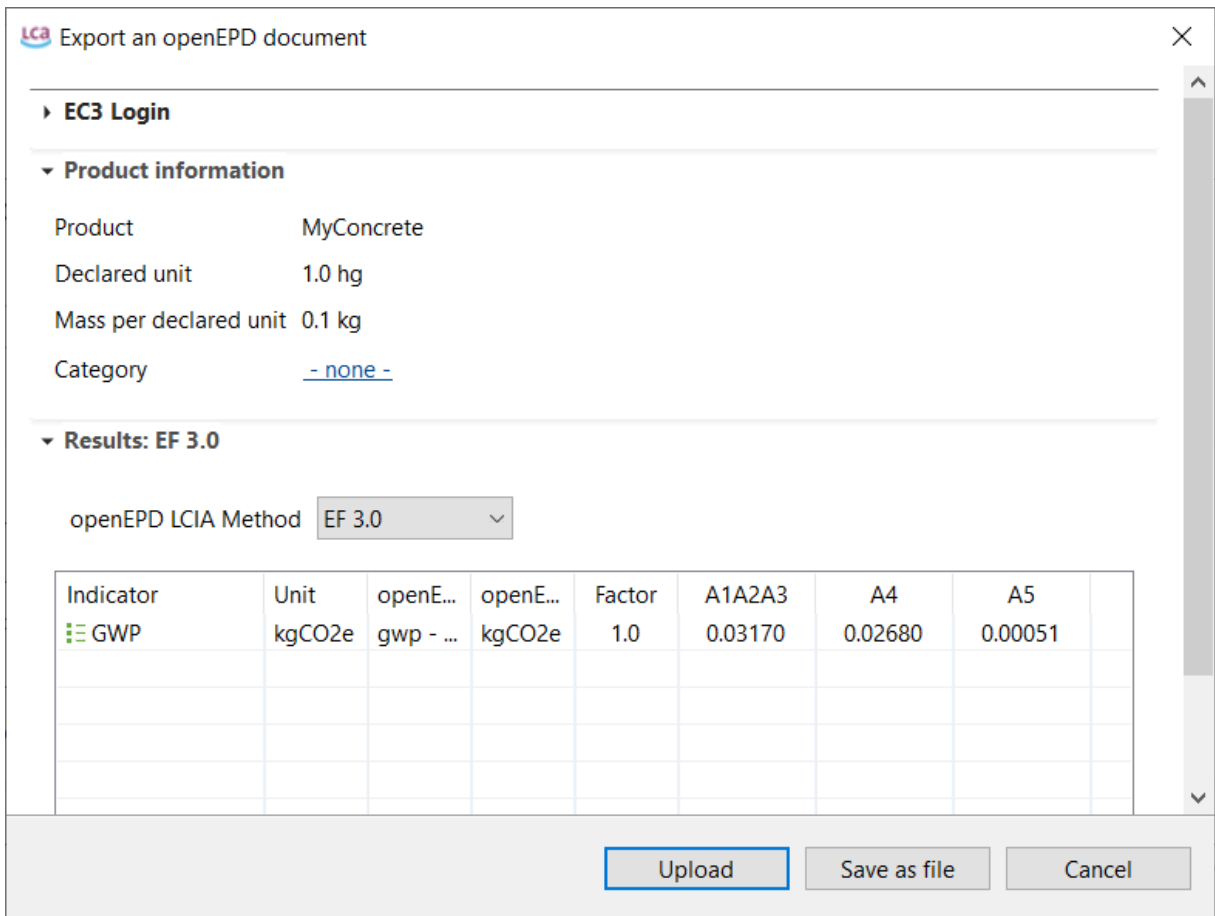 LCa Export an openEPD document
EC3 Login
Product information
Product MyConcrete
Declared unit 1.0 hg
Mass per declared unit 0.1 kg
Category - none -
Results: EF 3.0
openEPD LCIA Method EF 3.0
Indicator Unit openE... openE... Factor A1A2A3 A4 A5
GWP kgCO2e gwp - ... kgCO2e 1.0 0.03170 0.02680 0.00051
Upload Save as file Cancel